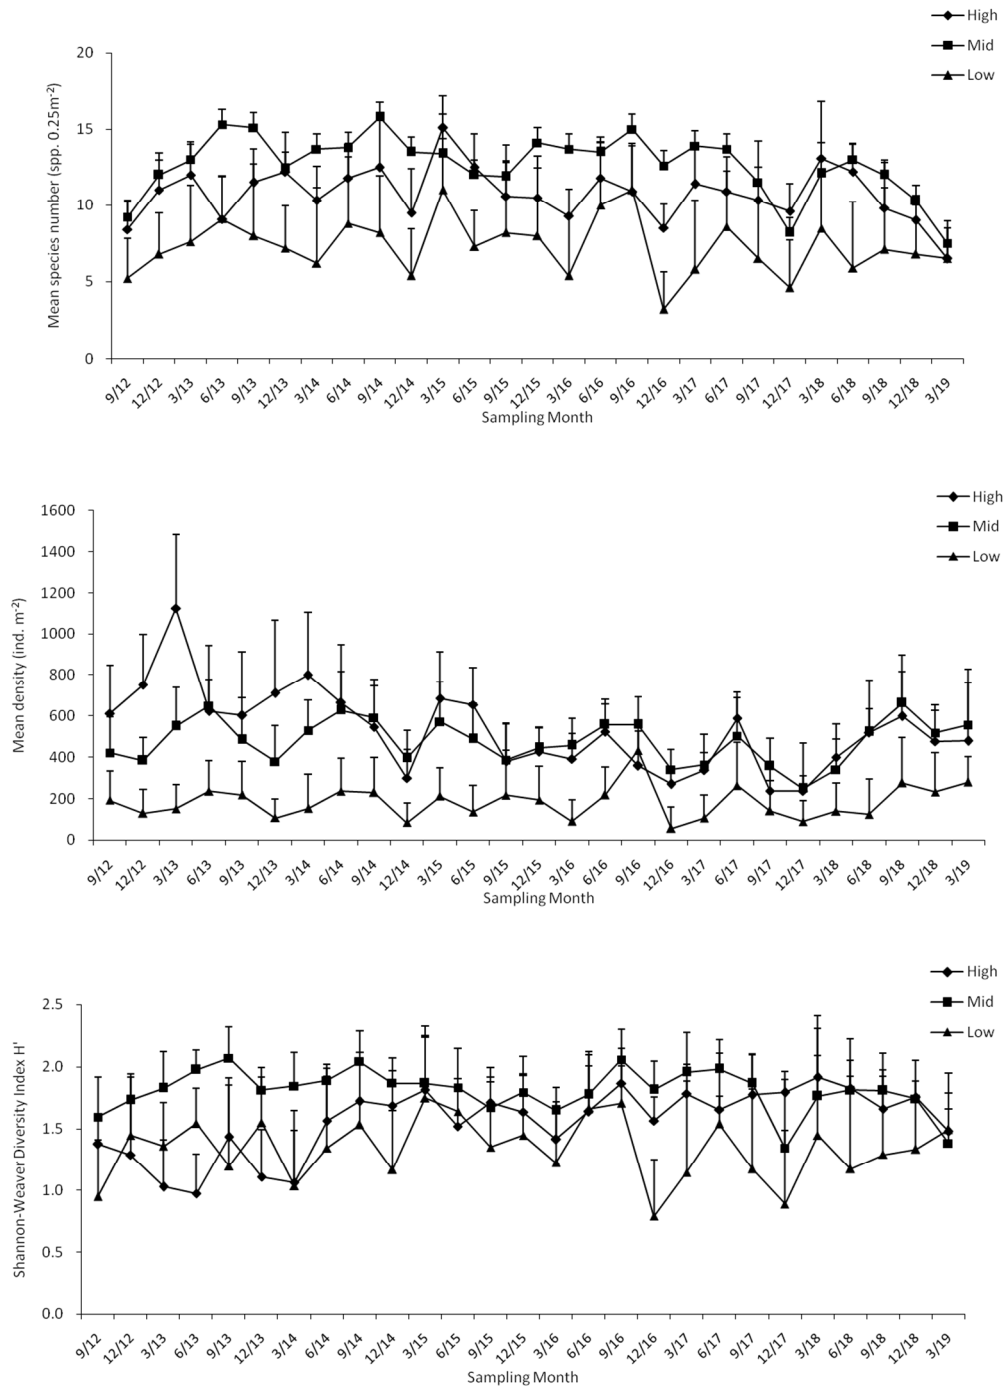 High
Mid
Low
20
15
10
5
0
Mean species number (spp. 0.25m-2)
9/12 12/12 3/13 6/13 9/13 12/13 3/14 6/14 9/14 12/14 3/15 6/15 9/15 12/15 3/16 6/16 9/16 12/16 3/17 6/17 9/17 12/17 3/18 6/18 9/18 12/18 3/19
Sampling Month
High
Mid
Low
1600
1400
1200
1000
800
600
400
200
0
Mean density (ind. m-2)
9/12 12/12 3/13 6/13 9/13 12/13 3/14 6/14 9/14 12/14 3/15 6/15 9/15 12/15 3/16 6/16 9/16 12/16 3/17 6/17 9/17 12/17 3/18 6/18 9/18 12/18 3/19
Sampling Month
High
Mid
Low
2.5
2.0
1.5
1.0
0.5
0.0
Shannon-Weaver Diversity Index H'
9/12 12/12 3/13 6/13 9/13 12/13 3/14 6/14 9/14 12/14 3/15 6/15 9/15 12/15 3/16 6/16 9/16 12/16 3/17 6/17 9/17 12/17 3/18 6/18 9/18 12/18 3/19
Sampling Month